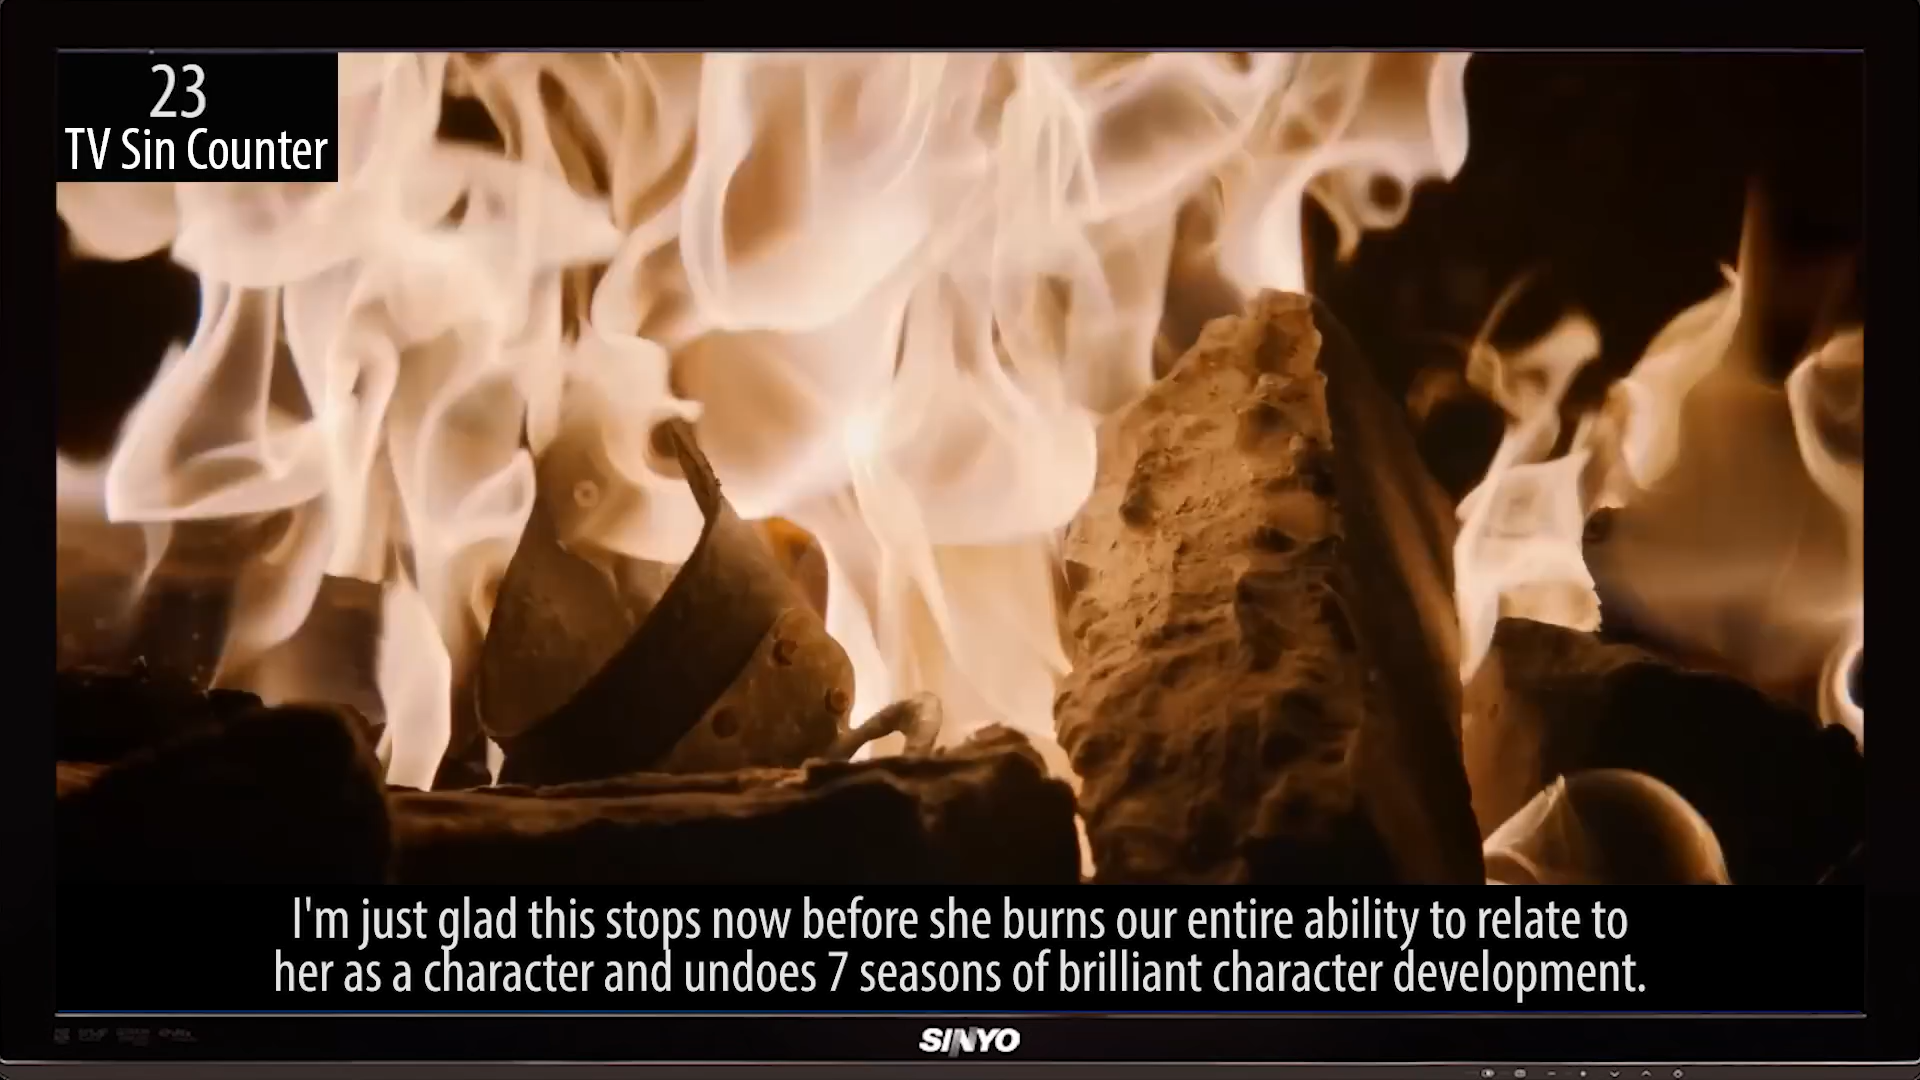 23
TV Sin Counter
I'm just glad this stops now before she burns our entire ability to relate to
her as a character and undoes 7 seasons of brilliant character development.
SINYO